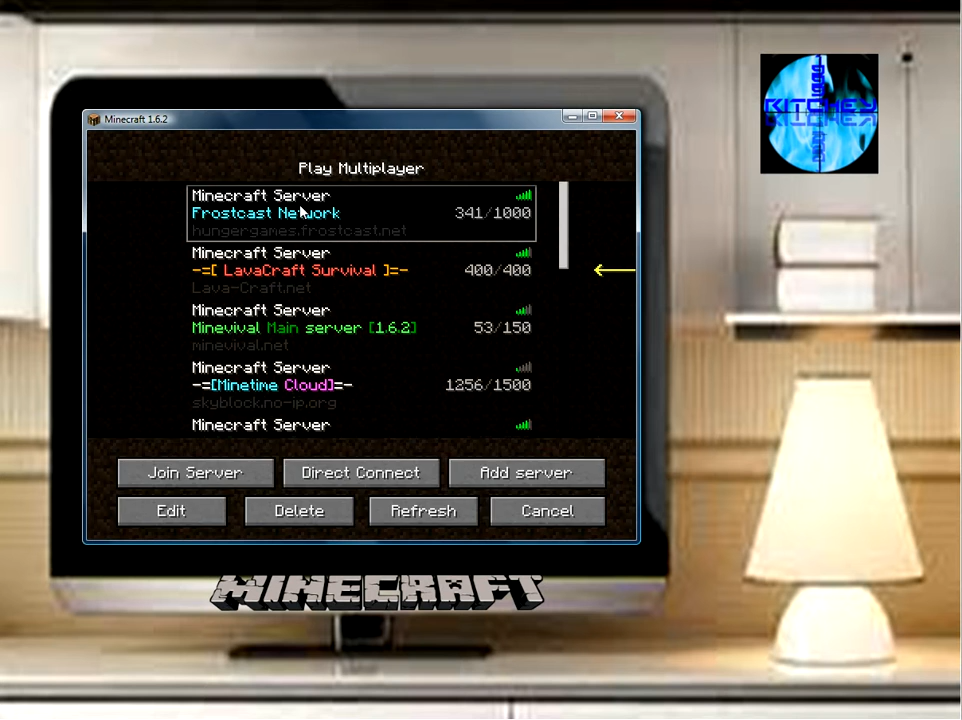 KITCHEY
Minecraft 1.6.2
Play Multiplayer
Minecraft Server
Frostcast Network 341/1000
hungergames.frostcast.net
Minecraft Server
-=[ LavaCraft Survival ]=- 400/400
Lava-Craft.net
Minecraft Server
Minevival Main server [1.6.2] 53/150
minevival.net
Minecraft Server
-=[Minetime Cloud]=- 1256/1500
skyblock.no-ip.org
Minecraft Server
Join Server Direct Connect Add server
Edit Delete Refresh Cancel
MINECRAFT